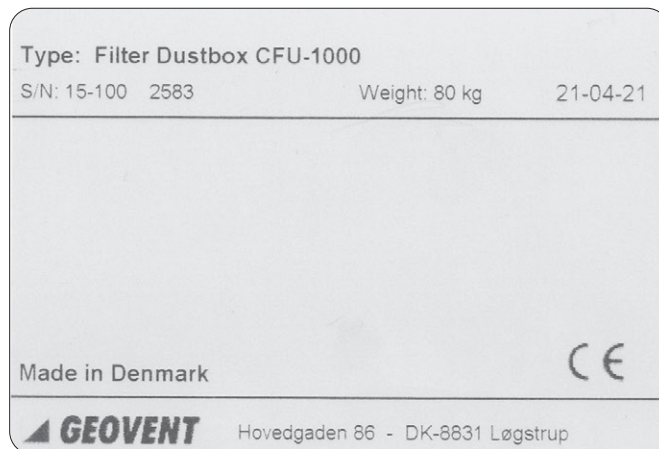 Type: Filter Dustbox CFU-1000
S/N: 15-100 2583 Weight: 80 kg 21-04-21
Made in Denmark
CE
GEOVENT Hovedgaden 86 - DK-8831 Løgstrup